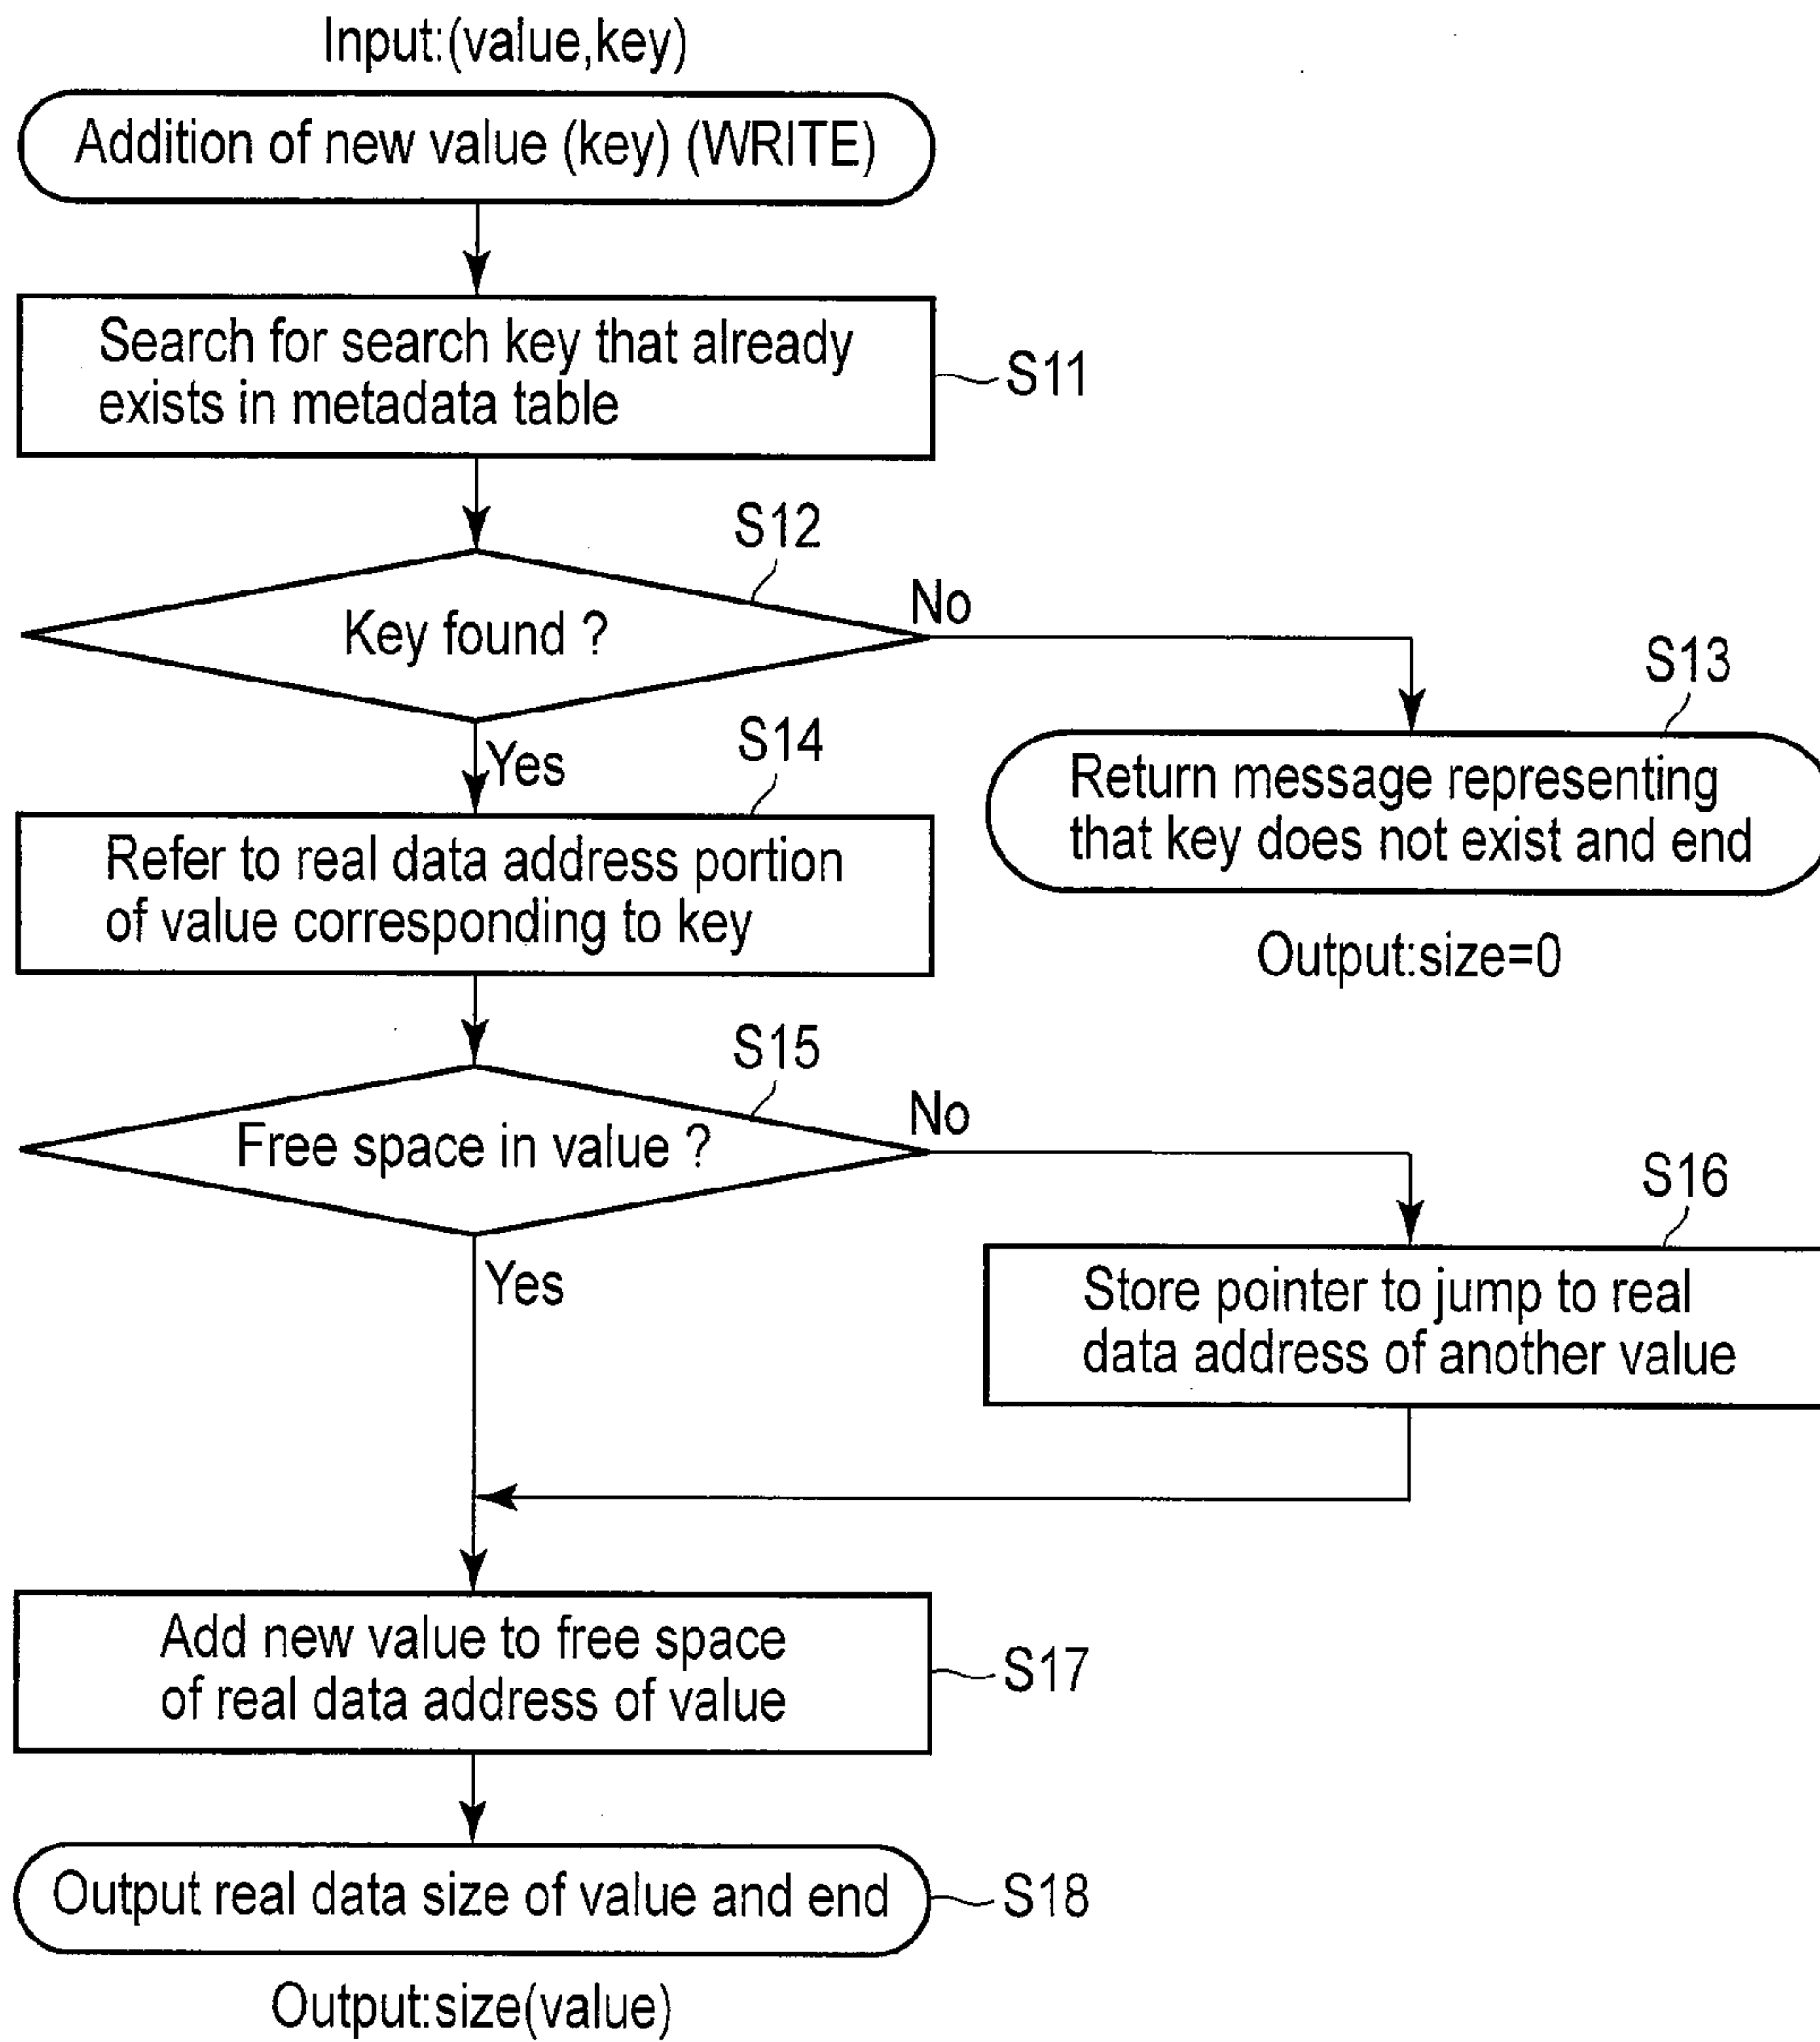 Input:(value,key)
Addition of new value (key) (WRITE)
Search for search key that already
exists in metadata table
S11
S12
Key found ?
No
S13
Return message representing
that key does not exist and end
Output:size=0
Yes
S14
Refer to real data address portion
of value corresponding to key
S15
Free space in value ?
No
S16
Store pointer to jump to real
data address of another value
Yes
Add new value to free space
of real data address of value
S17
Output real data size of value and end
S18
Output:size(value)